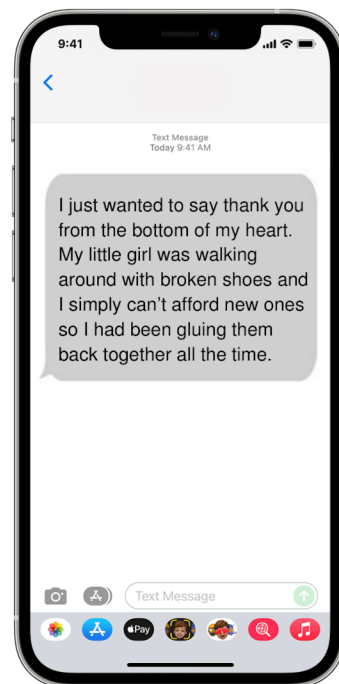 9:41
Text Message
Today 9:41 AM
I just wanted to say thank you
from the bottom of my heart.
My little girl was walking
around with broken shoes and
I simply can’t afford new ones
so I had been gluing them
back together all the time.
Text Message
Pay